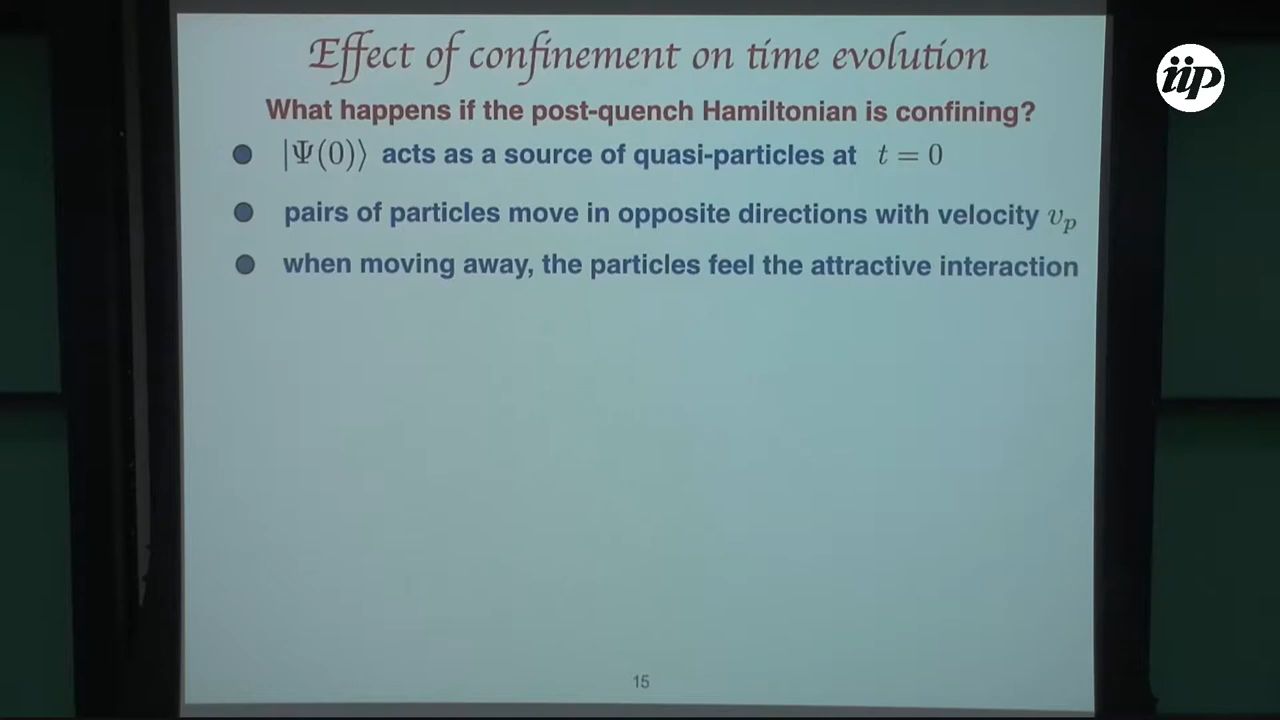 iip
Effect of confinement on time evolution
What happens if the post-quench Hamiltonian is confining?
|Ψ(0)⟩ acts as a source of quasi-particles at t = 0
pairs of particles move in opposite directions with velocity v_p
when moving away, the particles feel the attractive interaction
15